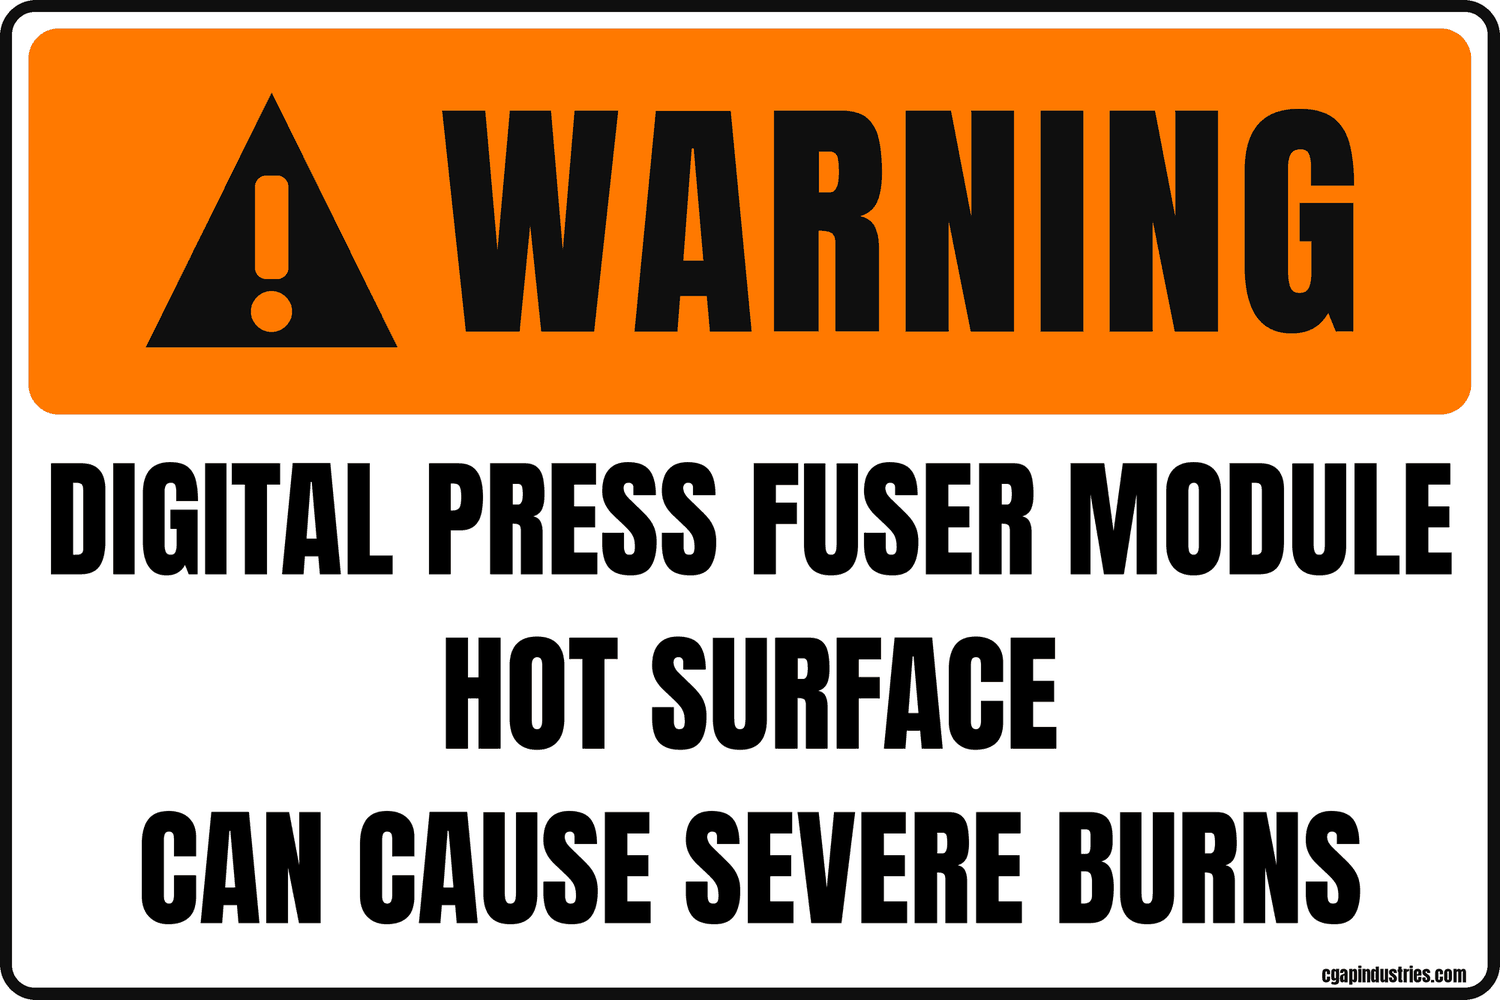 WARNING
DIGITAL PRESS FUSER MODULE
HOT SURFACE
CAN CAUSE SEVERE BURNS
cgapindustries.com